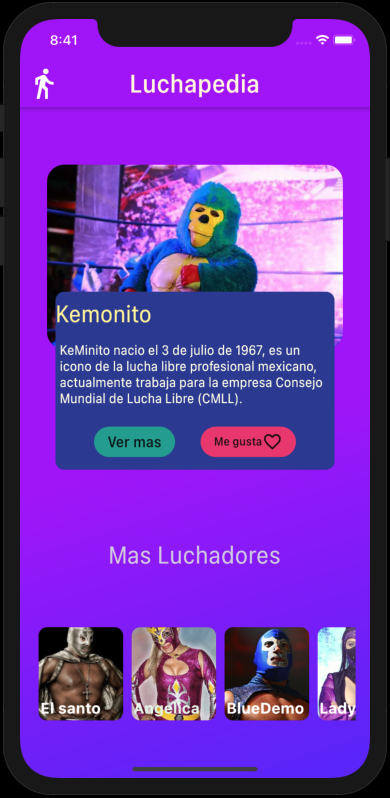 8:41
Luchapedia
Kemonito
KeMinito nacio el 3 de julio de 1967, es un
icono de la lucha libre profesional mexicano,
actualmente trabaja para la empresa Consejo
Mundial de Lucha Libre (CMLL).
Ver mas
Me gusta
Mas Luchadores
El santo
Angelica
BlueDemo
Lady